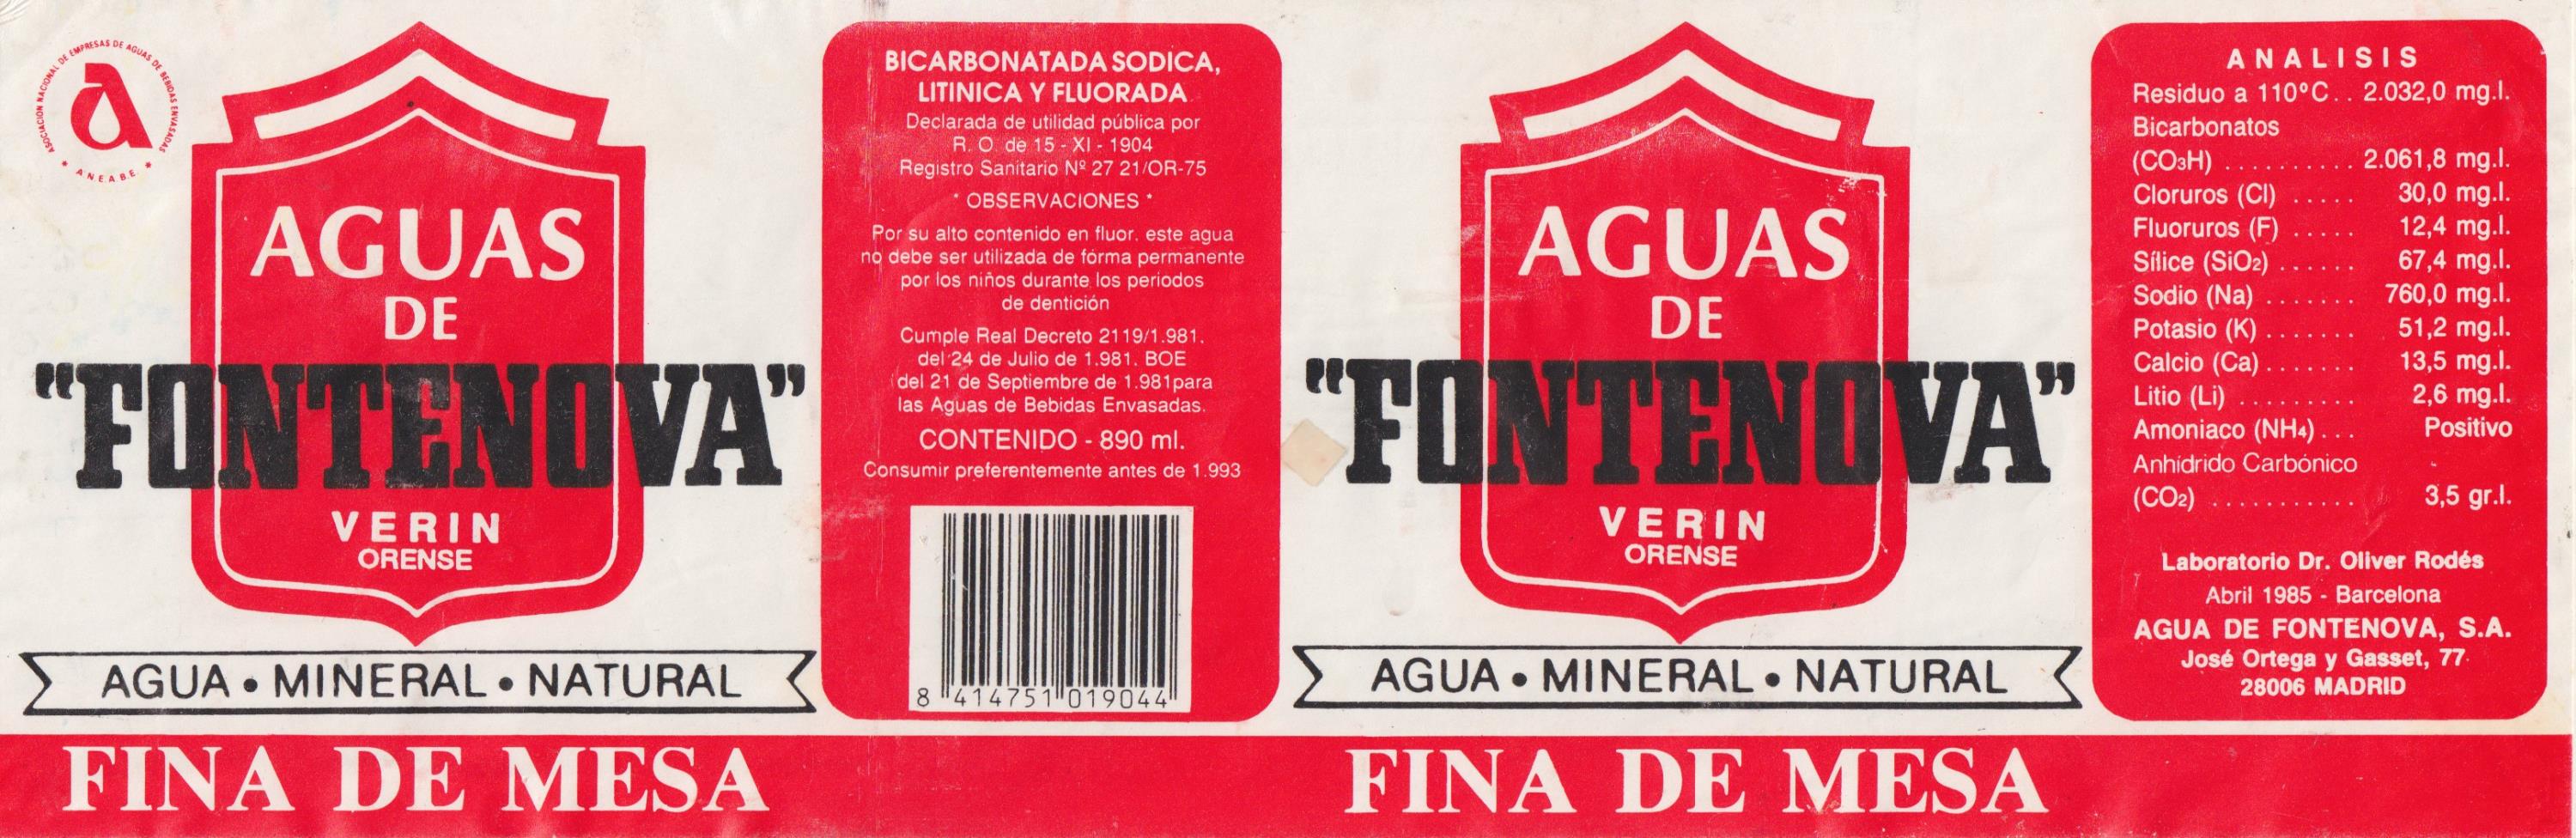 ASOCIACION NACIONAL DE EMPRESAS DE AGUAS DE BEBIDAS ENVASADAS
* A.N.E.A.B.E. *
AGUAS
DE
"FONTENOVA"
VERIN
ORENSE
AGUA • MINERAL • NATURAL
FINA DE MESA
BICARBONATADA SODICA,
LITINICA Y FLUORADA
Declarada de utilidad pública por
R. O. de 15 - XI - 1904
Registro Sanitario Nº 27 21/OR-75
* OBSERVACIONES *
Por su alto contenido en fluor. este agua
no debe ser utilizada de forma permanente
por los niños durante los periodos
de dentición
Cumple Real Decreto 2119/1.981.
del 24 de Julio de 1.981. BOE
del 21 de Septiembre de 1.981 para
las Aguas de Bebidas Envasadas.
CONTENIDO - 890 ml.
Consumir preferentemente antes de 1.993
8 414751 019044
AGUAS
DE
"FONTENOVA"
VERIN
ORENSE
AGUA • MINERAL • NATURAL
FINA DE MESA
ANALISIS
Residuo a 110ºC . . 2.032,0 mg.l.
Bicarbonatos
(CO3H) . . . . . . . . . . 2.061,8 mg.l.
Cloruros (Cl) . . . . . 30,0 mg.l.
Fluoruros (F) . . . . . 12,4 mg.l.
Sílice (SiO2) . . . . . . 67,4 mg.l.
Sodio (Na) . . . . . . . 760,0 mg.l.
Potasio (K) . . . . . . . 51,2 mg.l.
Calcio (Ca) . . . . . . . 13,5 mg.l.
Litio (Li) . . . . . . . . . 2,6 mg.l.
Amoniaco (NH4) . . . Positivo
Anhídrido Carbónico
(CO2) . . . . . . . . . . . 3,5 gr.l.
Laboratorio Dr. Oliver Rodés
Abril 1985 - Barcelona
AGUA DE FONTENOVA, S.A.
José Ortega y Gasset, 77
28006 MADRID